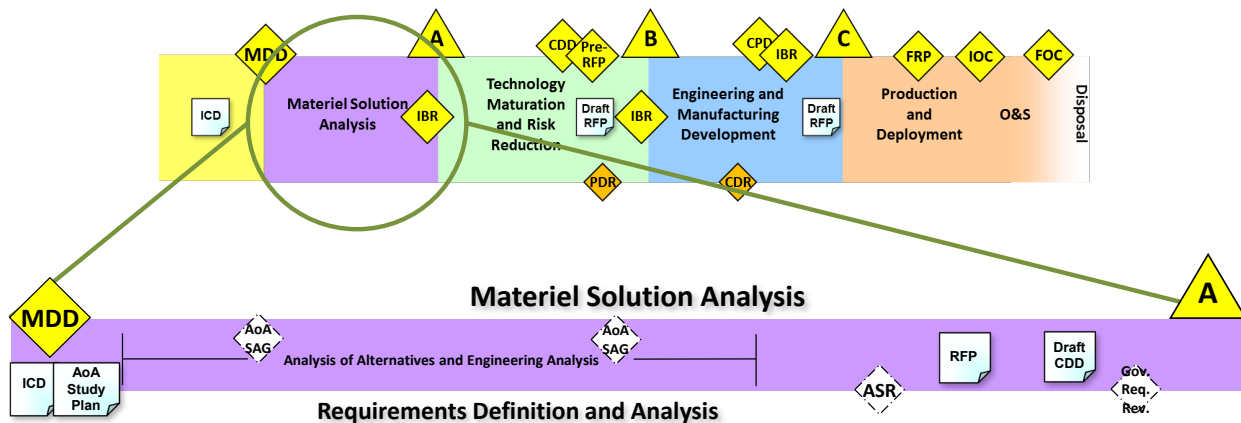 MDD
A
CDD
Pre-
RFP
B
CPD
IBR
C
FRP
IOC
FOC
ICD
Materiel Solution
Analysis
IBR
Technology
Maturation
and Risk
Reduction
Draft
RFP
IBR
Engineering and
Manufacturing
Development
Draft
RFP
Production
and
Deployment
O&S
Disposal
PDR
CDR
Materiel Solution Analysis
MDD
A
AoA
SAG
Analysis of Alternatives and Engineering Analysis
AoA
SAG
ICD
AoA
Study
Plan
ASR
RFP
Draft
CDD
Gov.
Req.
Rev.
Requirements Definition and Analysis